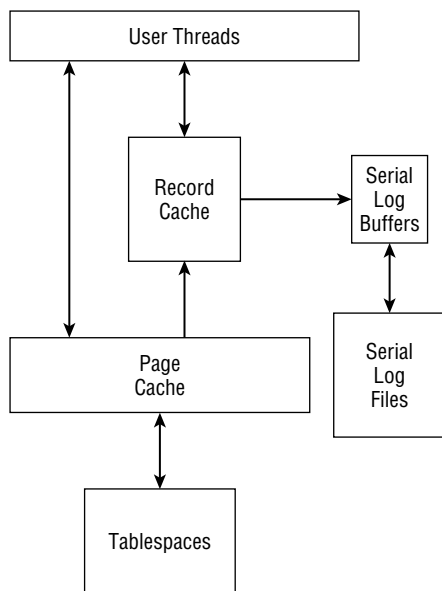 User Threads
Record
Cache
Serial
Log
Buffers
Page
Cache
Serial
Log
Files
Tablespaces